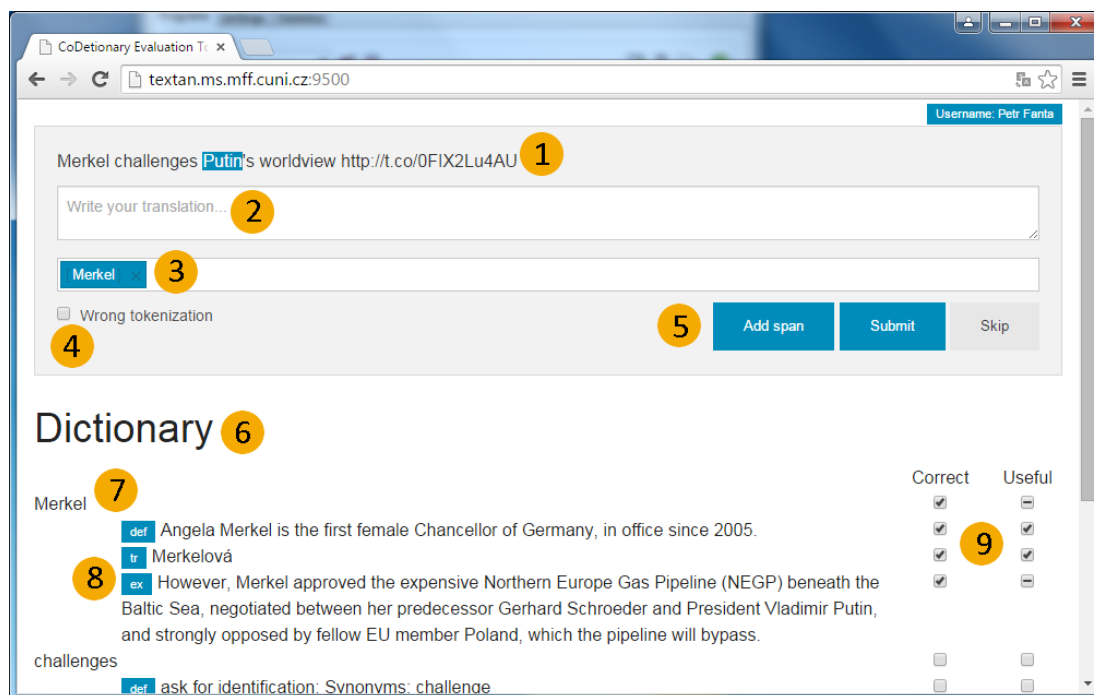 CoDetionary Evaluation To
textan.ms.mff.cuni.cz:9500
Username: Petr Fanta
Merkel challenges Putin's worldview http://t.co/0FIX2Lu4AU 1
Write your translation... 2
Merkel × 3
Wrong tokenization
4
5 Add span Submit Skip
Dictionary 6
Correct Useful
Merkel 7
def Angela Merkel is the first female Chancellor of Germany, in office since 2005.
9
tr Merkelová
8 ex However, Merkel approved the expensive Northern Europe Gas Pipeline (NEGP) beneath the
Baltic Sea, negotiated between her predecessor Gerhard Schroeder and President Vladimir Putin,
and strongly opposed by fellow EU member Poland, which the pipeline will bypass.
challenges
def ask for identification; Synonyms: challenge